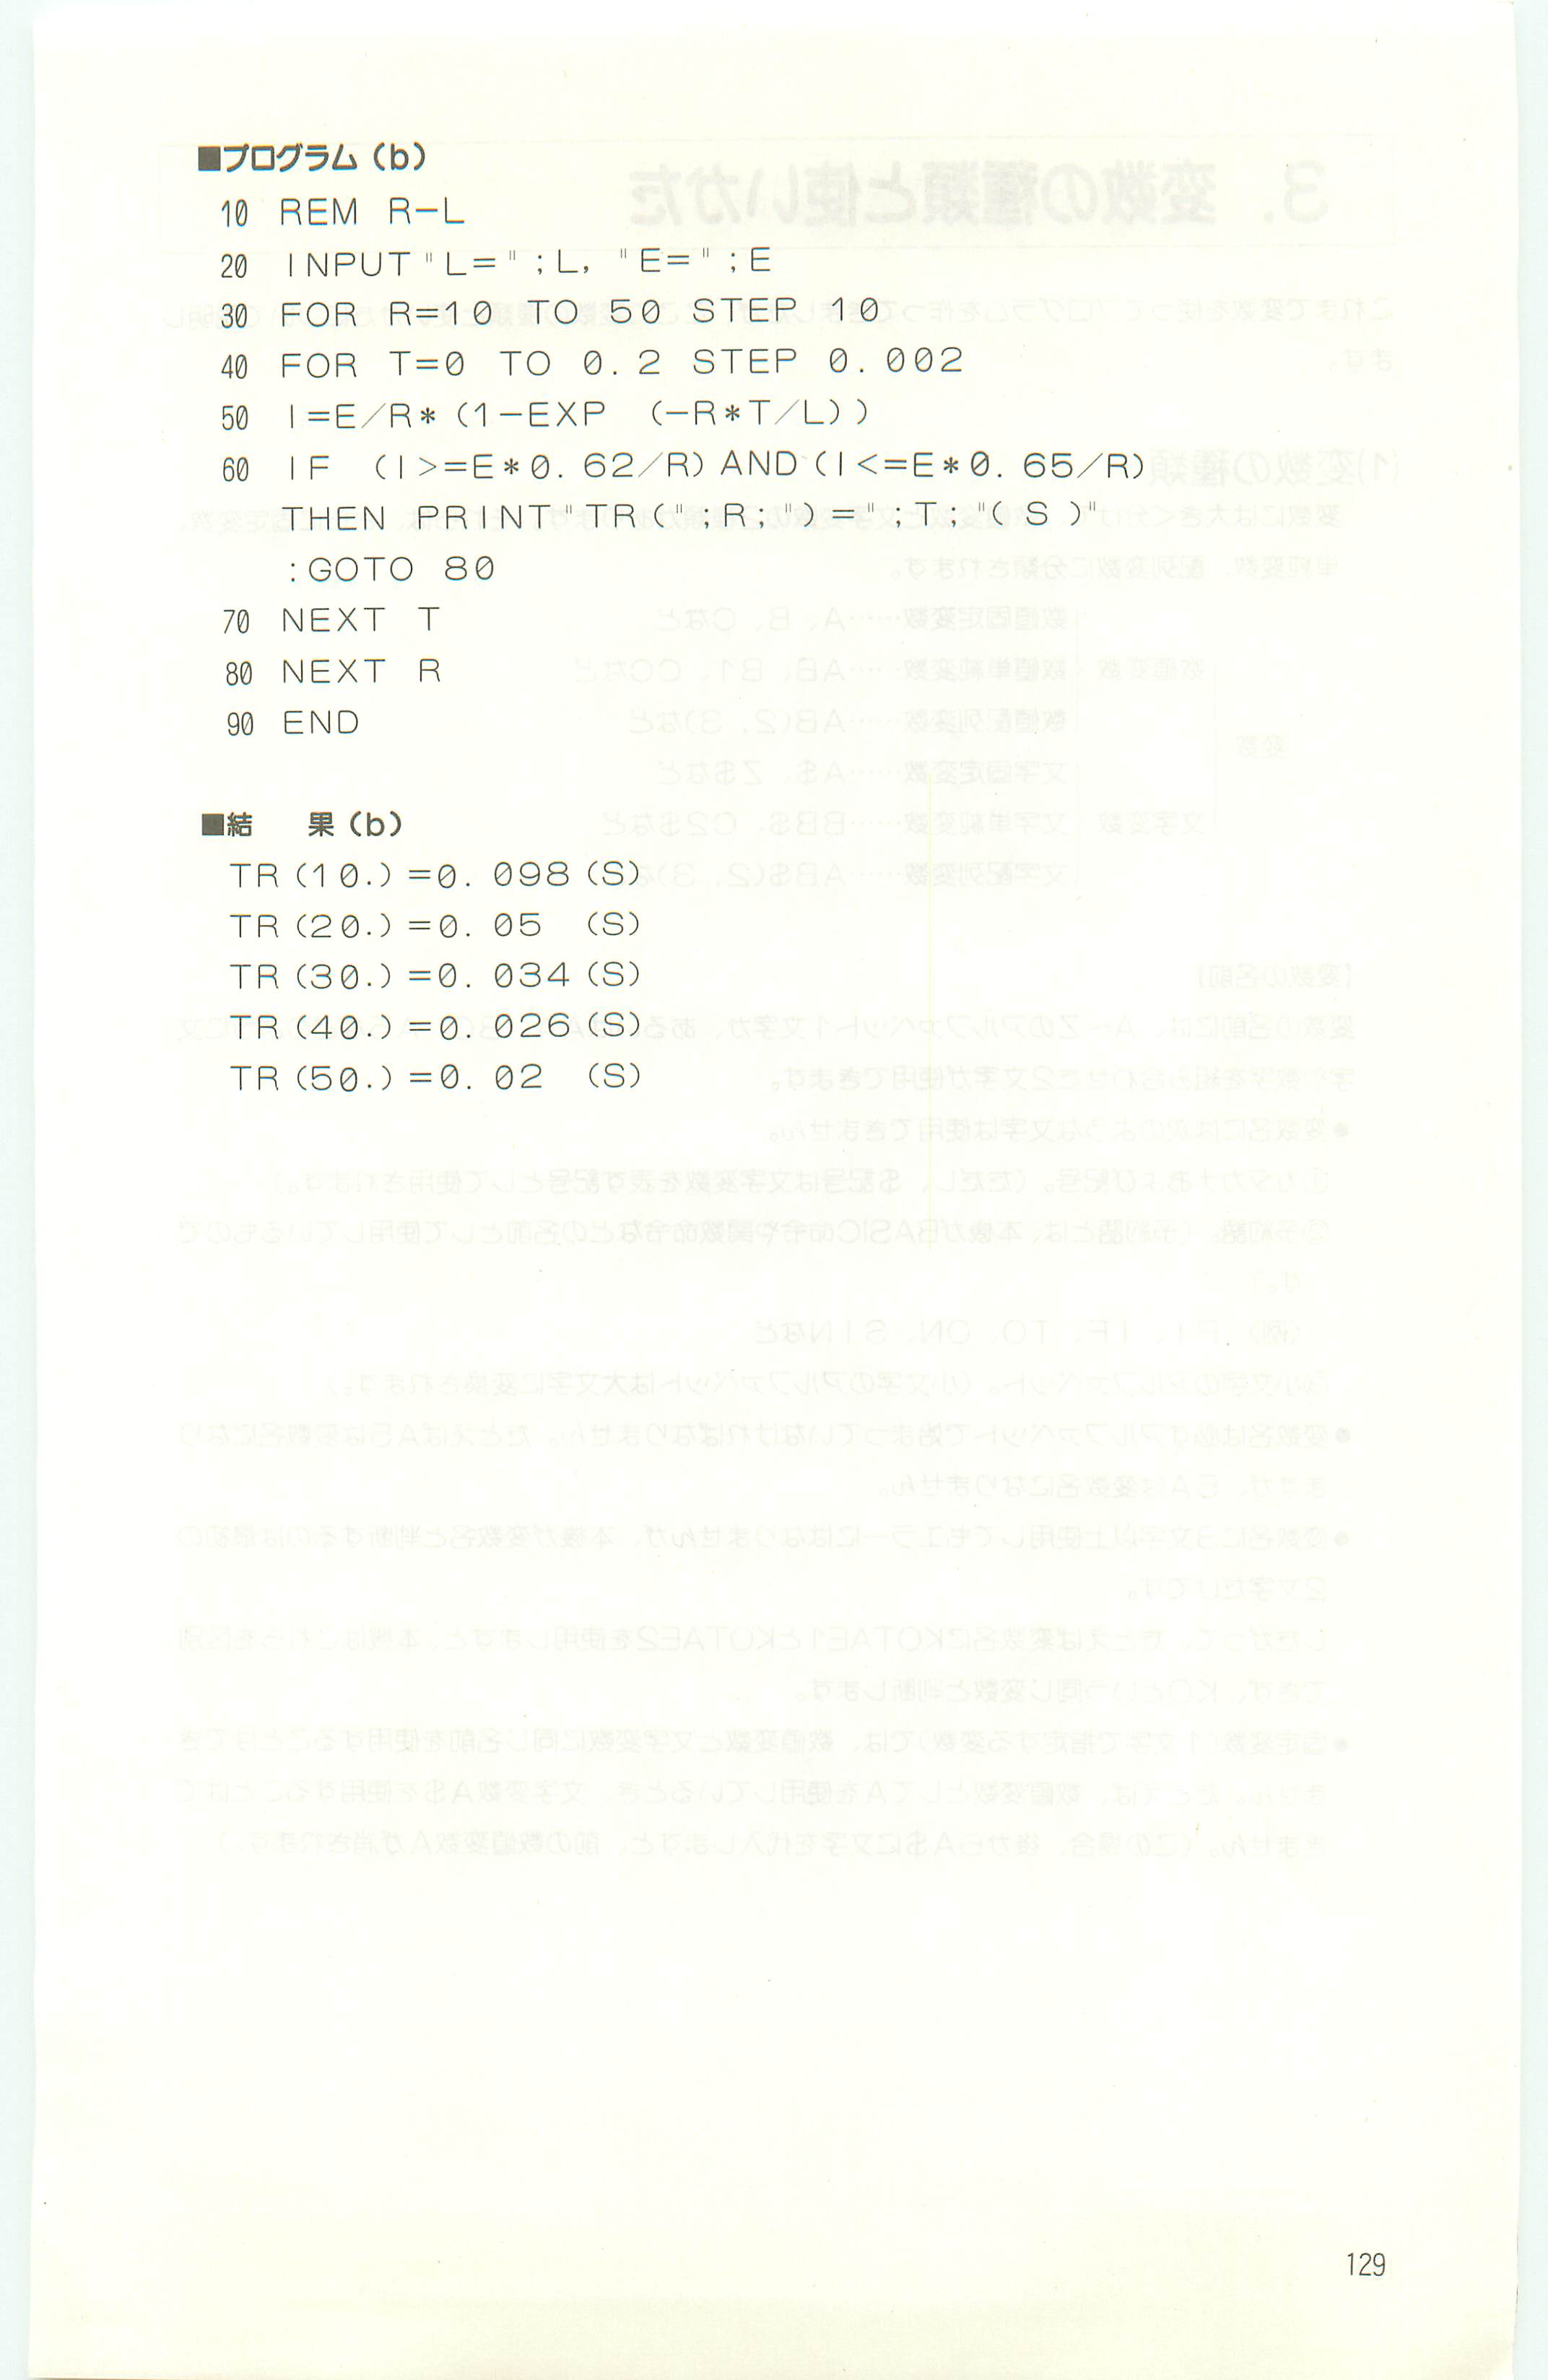 ■プログラム(b)
10 REM R-L
20 INPUT"L=";L, "E=";E
30 FOR R=10 TO 50 STEP 10
40 FOR T=0 TO 0.2 STEP 0.002
50 I=E/R*(1-EXP (-R*T/L))
60 IF (I>=E*0.62/R)AND(I<=E*0.65/R)
THEN PRINT"TR(";R;")=";T;"(S)"
:GOTO 80
70 NEXT T
80 NEXT R
90 END
■結 果(b)
TR(10.)=0.098(S)
TR(20.)=0.05 (S)
TR(30.)=0.034(S)
TR(40.)=0.026(S)
TR(50.)=0.02 (S)
129